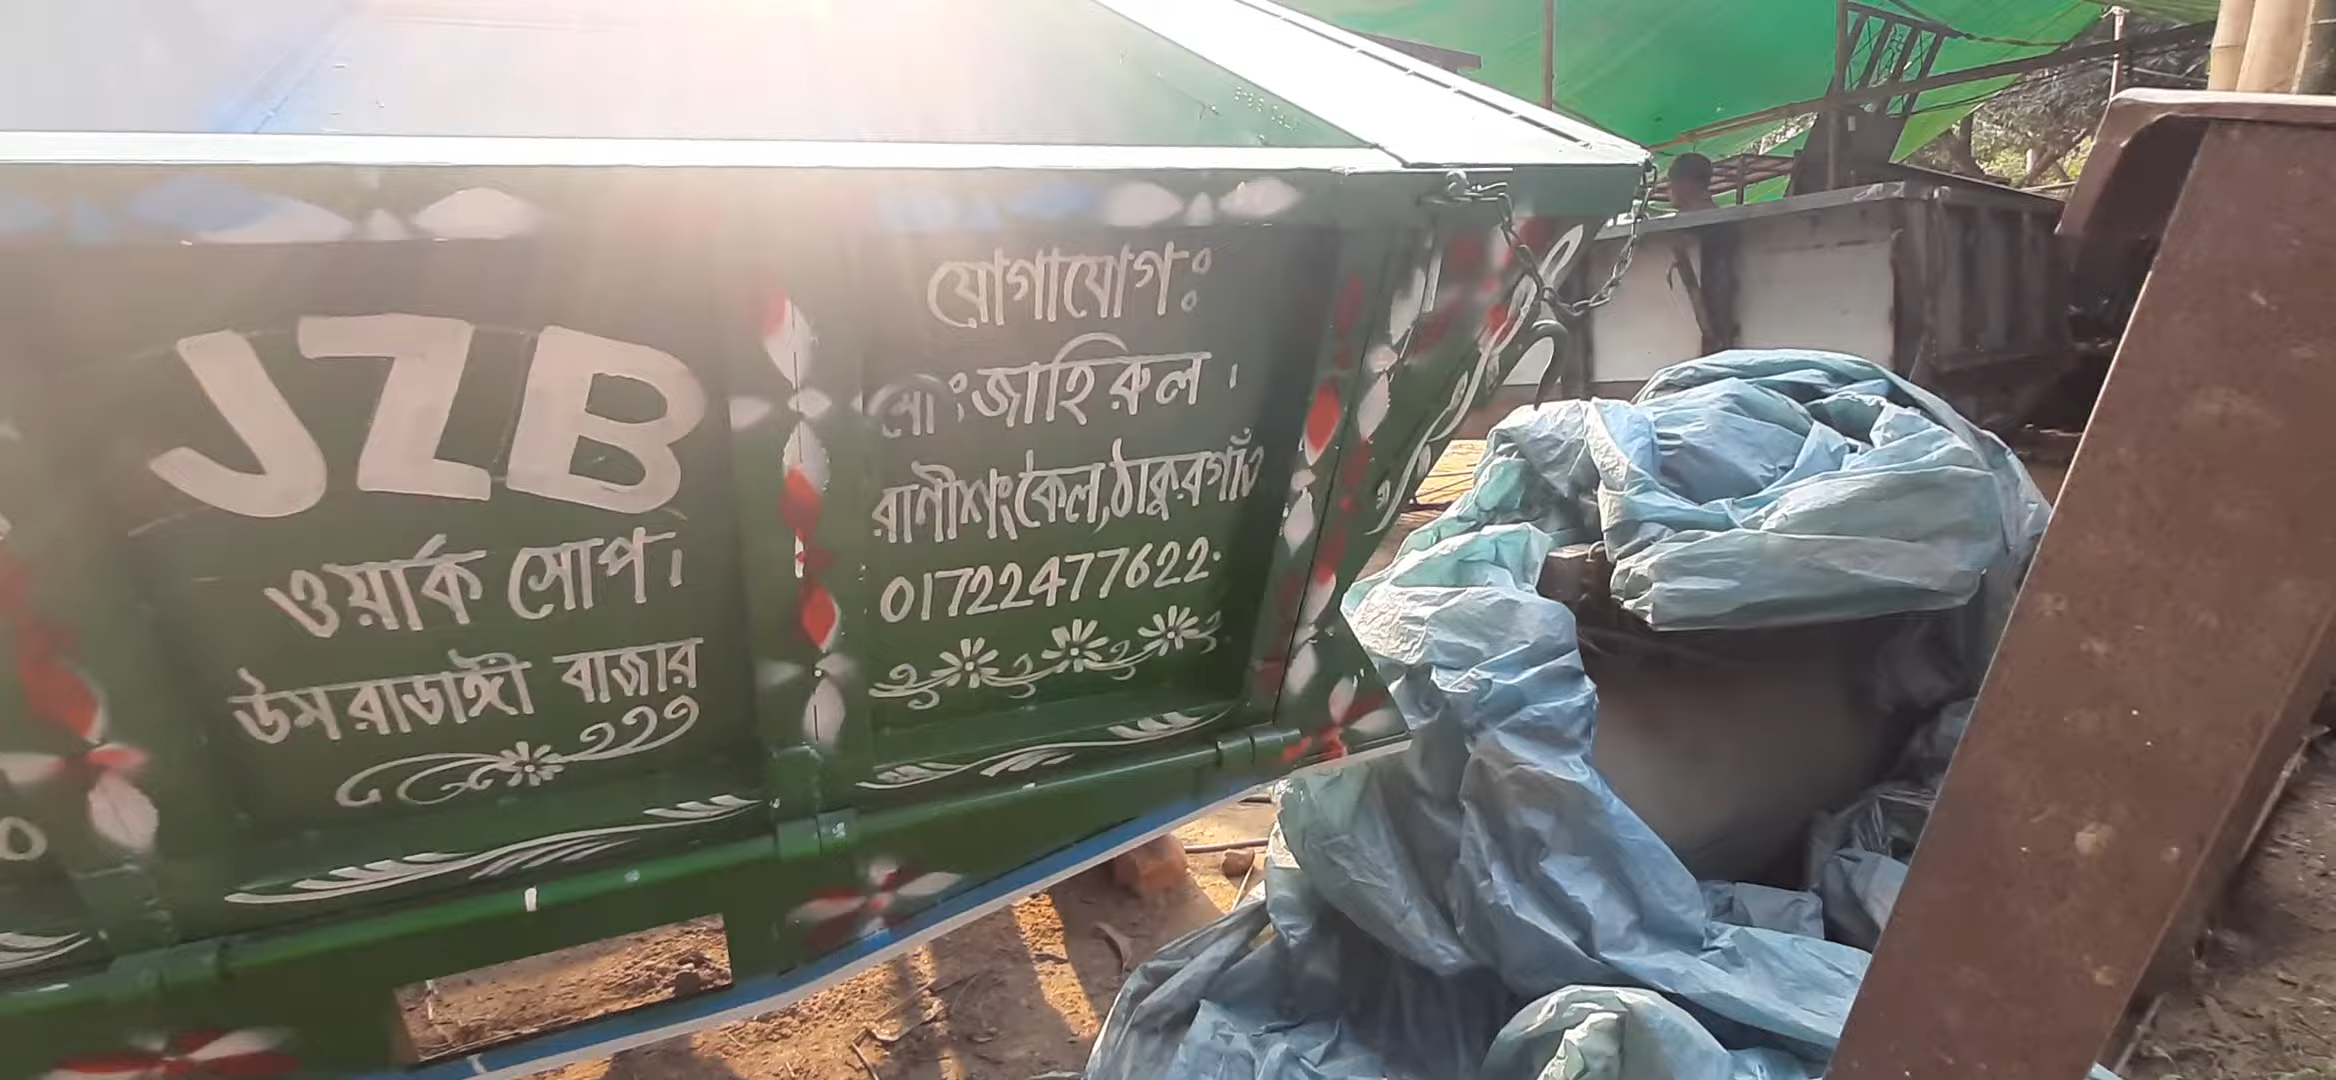 JZB
ওয়ার্ক সোপ।
উমরাডাঙ্গী বাজার
যোগাযোগঃ
মোঃ জাহিরুল।
রাণীশংকৈল, ঠাকুরগাঁও
01722477622.